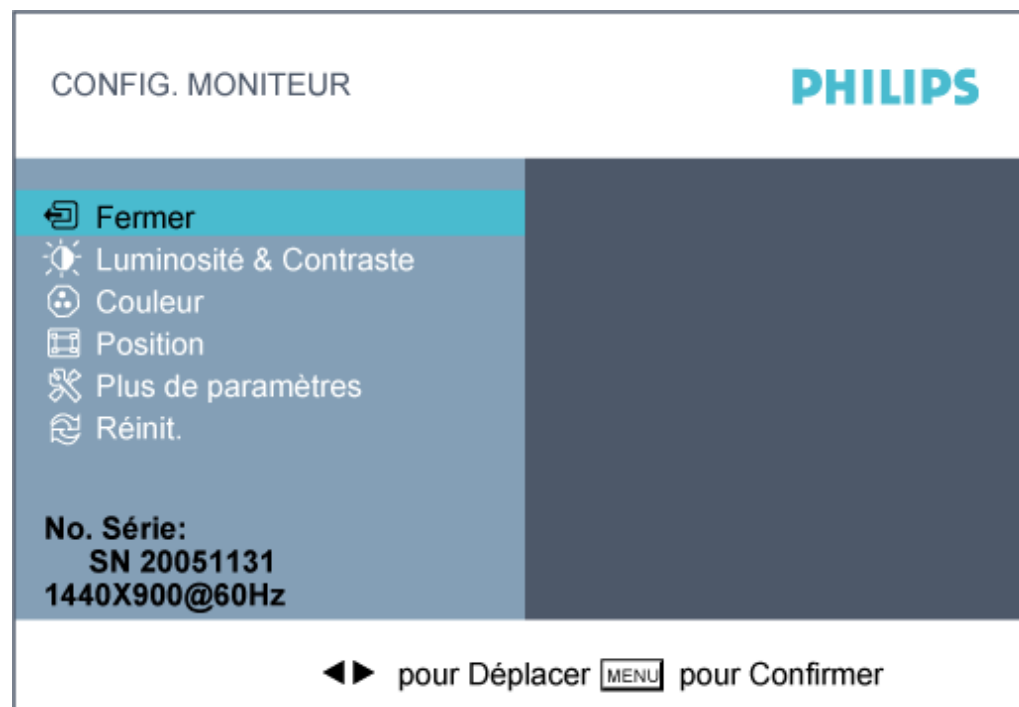 CONFIG. MONITEUR
PHILIPS
Fermer
Luminosité & Contraste
Couleur
Position
Plus de paramètres
Réinit.
No. Série:
SN 20051131
1440X900@60Hz
pour Déplacer MENU pour Confirmer